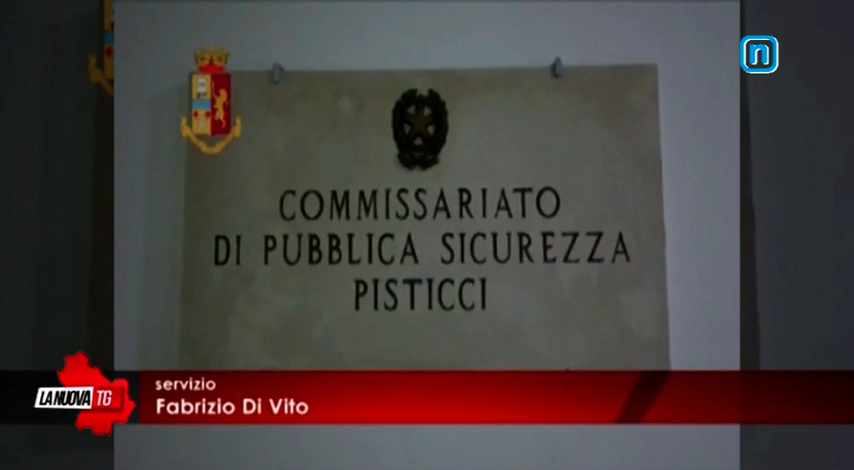 n
COMMISSARIATO
DI PUBBLICA SICUREZZA
PISTICCI
servizio
LA NUOVA TG
Fabrizio Di Vito